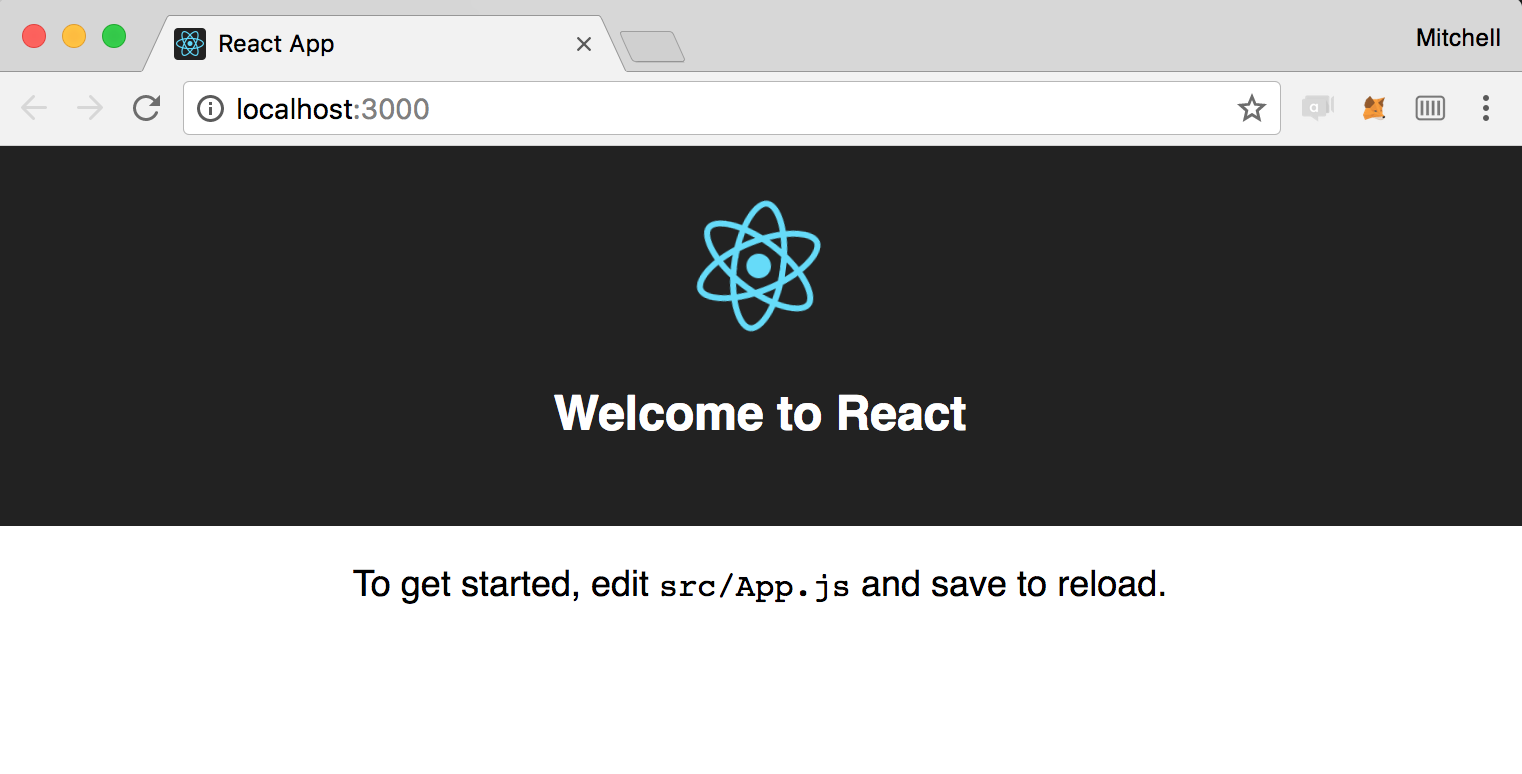 React App
Mitchell
localhost:3000
a
Welcome to React
To get started, edit src/App.js and save to reload.